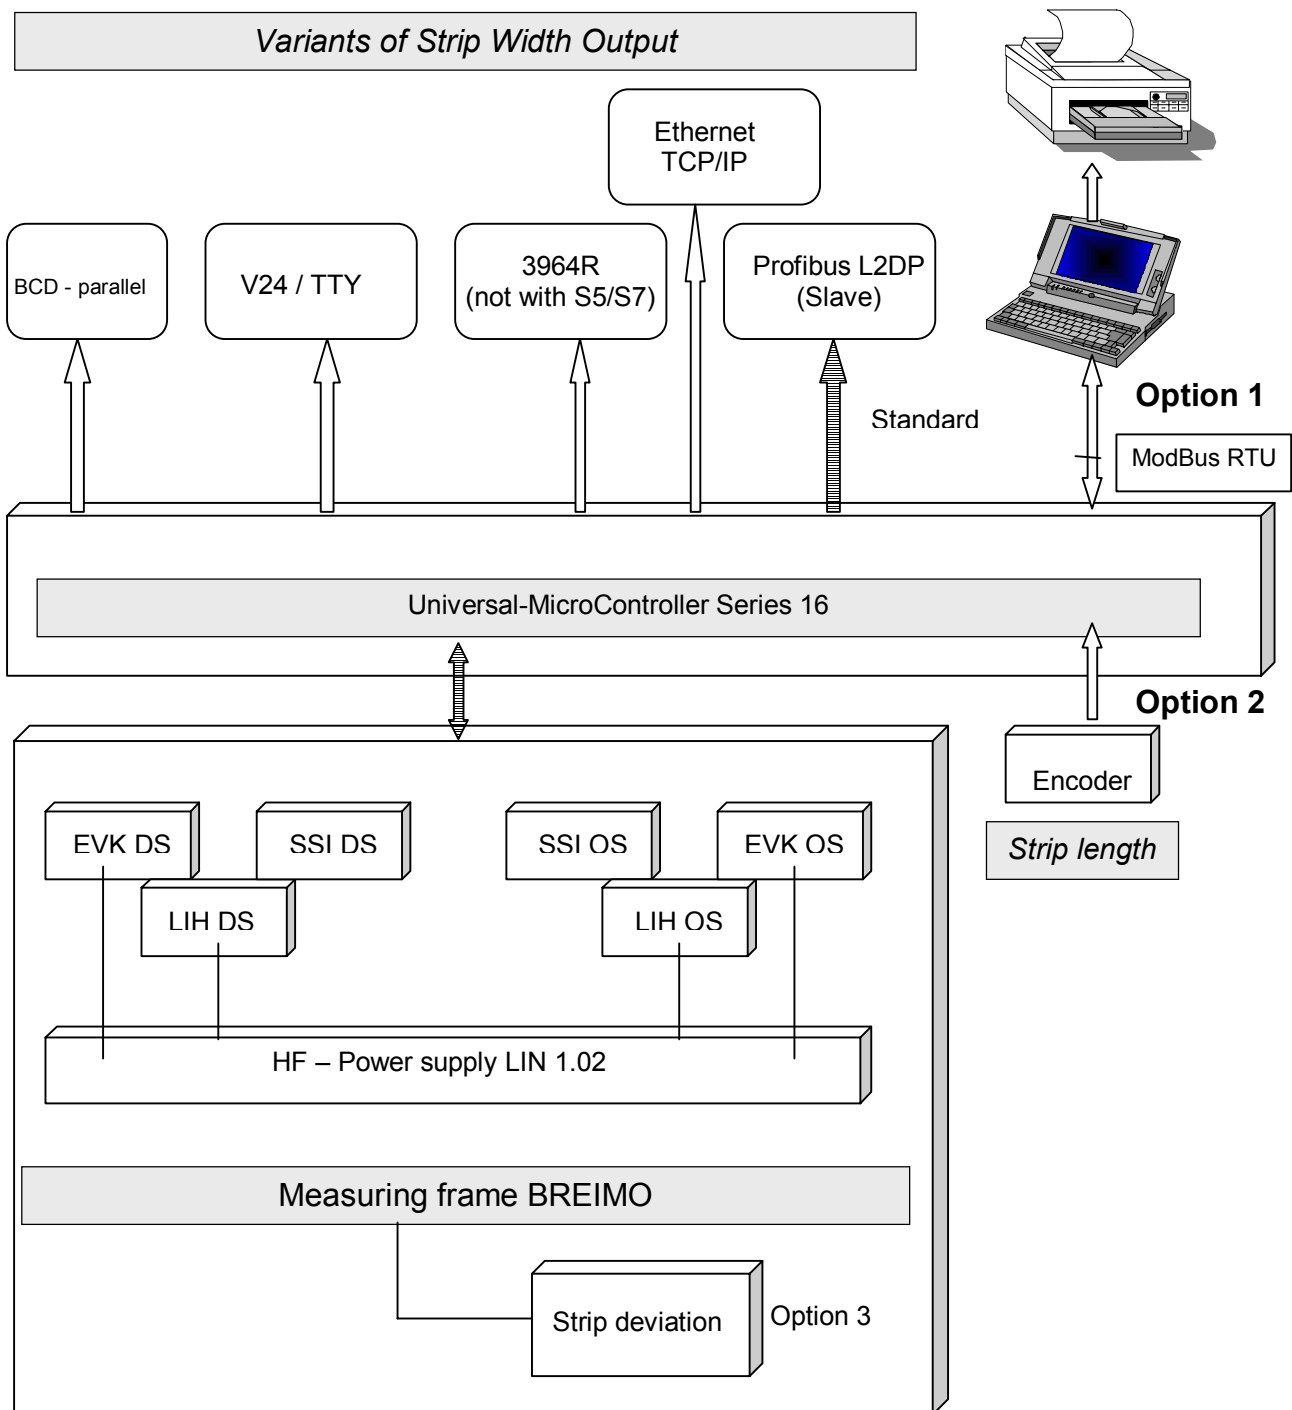 Variants of Strip Width Output
Ethernet
TCP/IP
BCD - parallel
V24 / TTY
3964R
(not with S5/S7)
Profibus L2DP
(Slave)
Standard
Option 1
ModBus RTU
Universal-MicroController Series 16
Option 2
Encoder
Strip length
EVK DS
SSI DS
SSI OS
EVK OS
LIH DS
LIH OS
HF – Power supply LIN 1.02
Measuring frame BREIMO
Strip deviation
Option 3